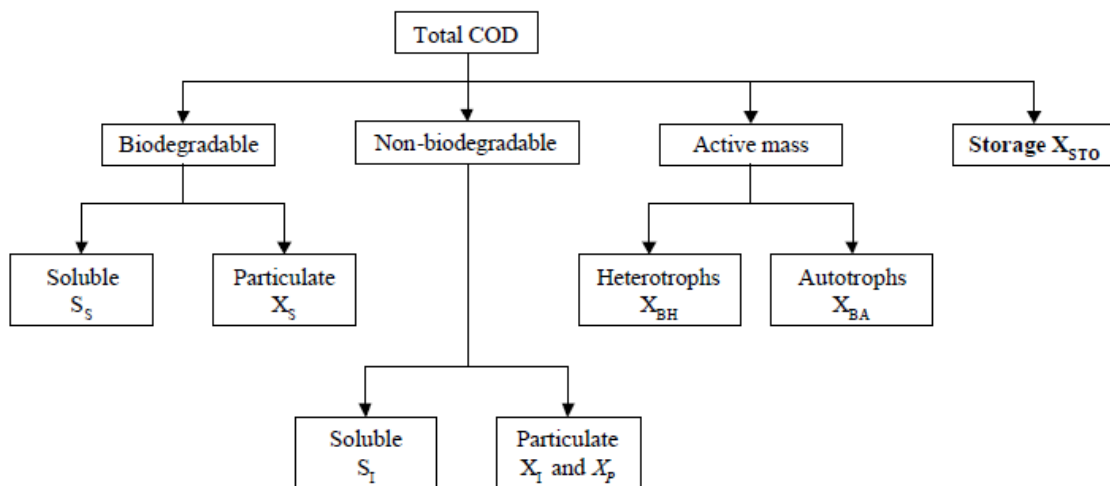 Total COD
Biodegradable
Non-biodegradable
Active mass
Storage X_STO
Soluble
S_S
Particulate
X_S
Heterotrophs
X_BH
Autotrophs
X_BA
Soluble
S_I
Particulate
X_I and X_P